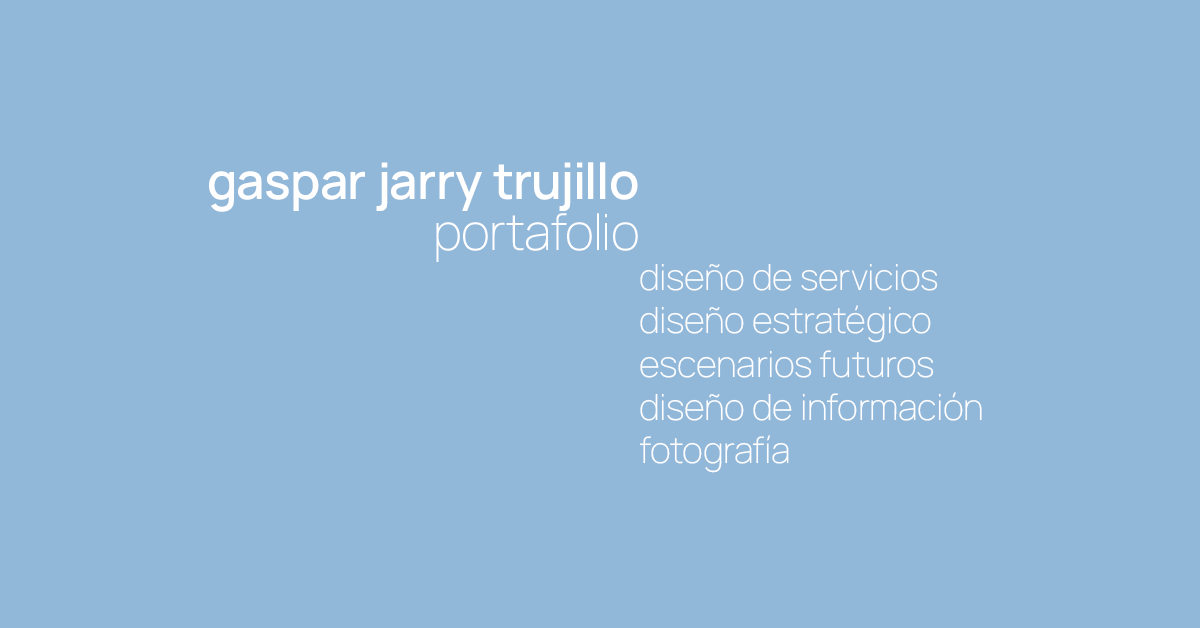 gaspar jarry trujillo
portafolio
diseño de servicios
diseño estratégico
escenarios futuros
diseño de información
fotografía